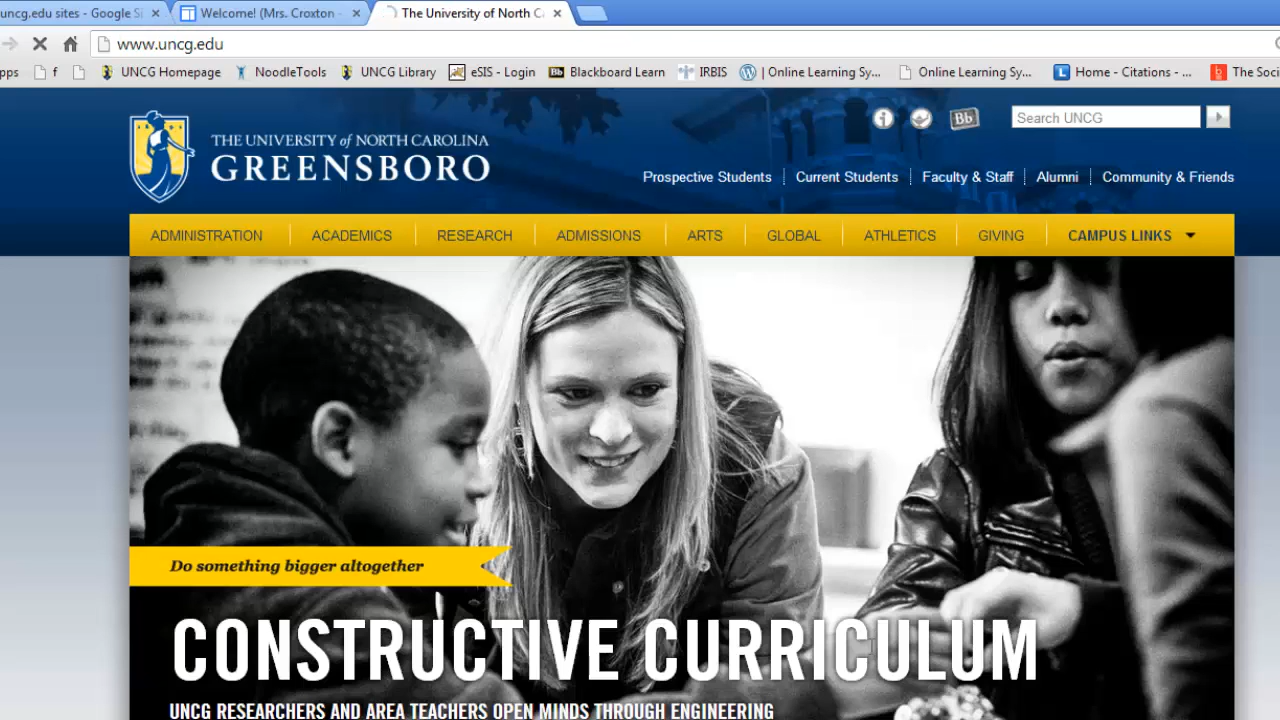 uncg.edu sites - Google Si
Welcome! (Mrs. Croxton -
The University of North C
www.uncg.edu
pps
f
UNCG Homepage
NoodleTools
UNCG Library
eSIS - Login
Bb
Blackboard Learn
IRBIS
| Online Learning Sy...
Online Learning Sy...
L
Home - Citations - ...
The Soci
THE UNIVERSITY of NORTH CAROLINA
GREENSBORO
i
Bb
Search UNCG
Prospective Students
Current Students
Faculty & Staff
Alumni
Community & Friends
ADMINISTRATION
ACADEMICS
RESEARCH
ADMISSIONS
ARTS
GLOBAL
ATHLETICS
GIVING
CAMPUS LINKS
Do something bigger altogether
CONSTRUCTIVE CURRICULUM
UNCG RESEARCHERS AND AREA TEACHERS OPEN MINDS THROUGH ENGINEERING